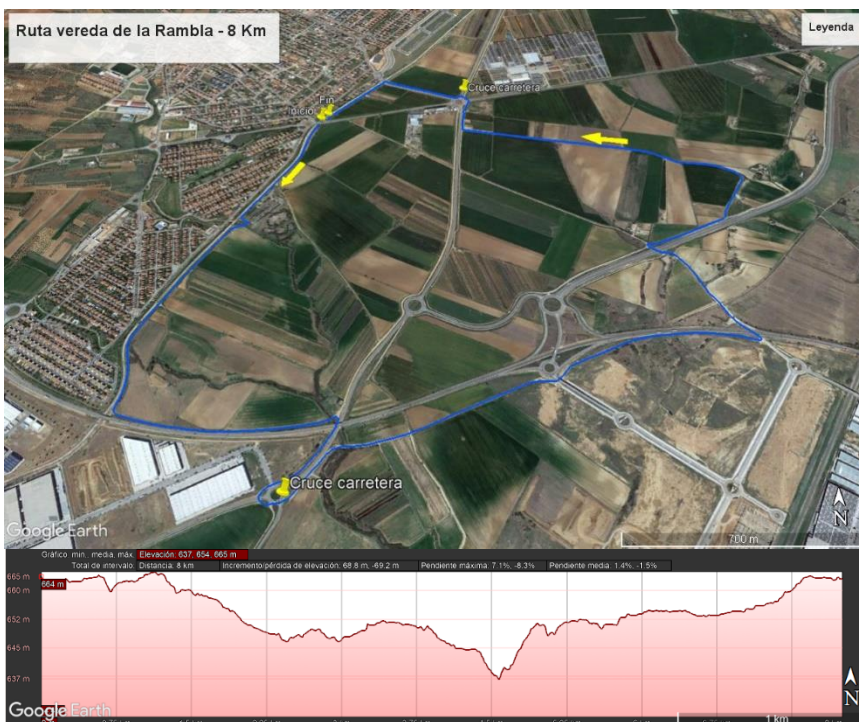 Ruta vereda de la Rambla - 8 Km
Leyenda
Cruce carretera
Fin
Inicio
Cruce carretera
Google Earth
700 m
N
Gráfico: mín., media, máx. Elevación: 637, 654, 665 m
Total de intervalo: Distancia: 8 km Incremento/pérdida de elevación: 68.8 m, -69.2 m Pendiente máxima: 7.1%, -8.3% Pendiente media: 1.4%, -1.5%
665 m
664 m
660 m
652 m
645 m
637 m
Google Earth
1 km
N